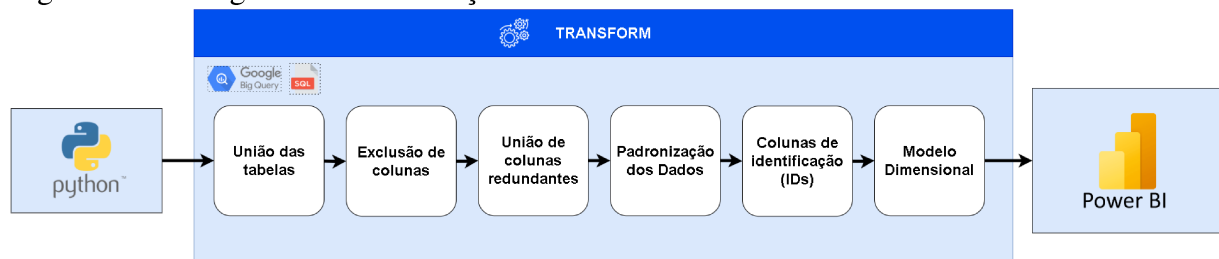 TRANSFORM
Google
Big Query
SQL
python™
União das
tabelas
Exclusão de
colunas
União de
colunas
redundantes
Padronização
dos Dados
Colunas de
identificação
(IDs)
Modelo
Dimensional
Power BI